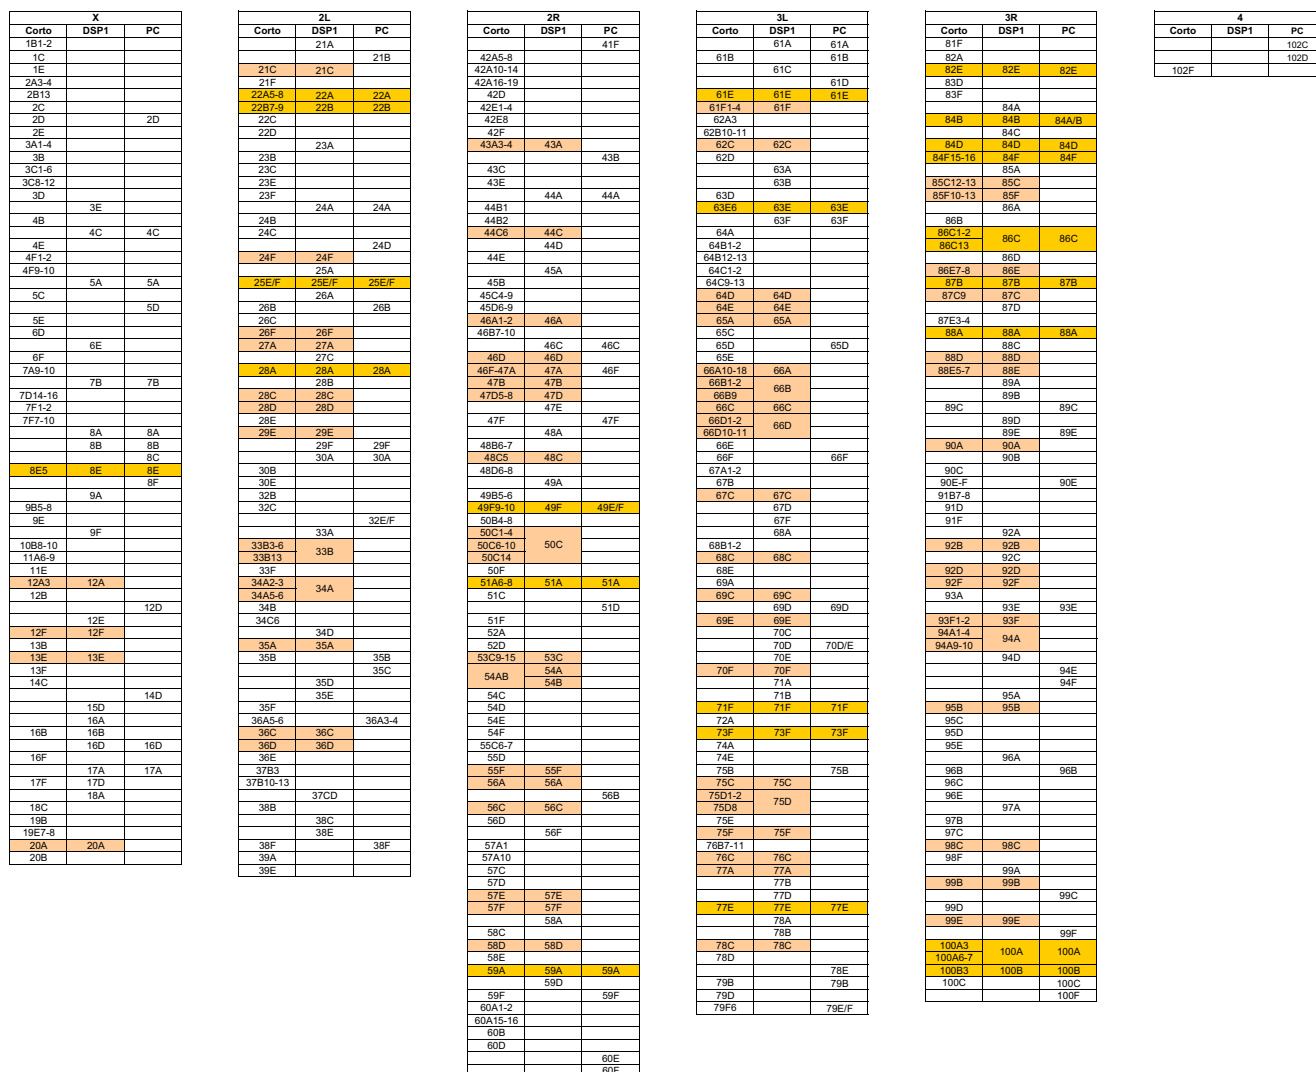 X
Corto DSP1 PC
1B1-2
1C
1E
2A3-4
2B13
2C
2D 2D
2E
3A1-4
3B
3C1-6
3C8-12
3D
3E
4B
4C 4C
4E
4F1-2
4F9-10
5A 5A
5C
5D
5E
6D
6E
6F
7A9-10
7B 7B
7D14-16
7F1-2
7F7-10
8A 8A
8B 8B
8C
8E5 8E 8E
8F
9A
9B5-8
9E
9F
10B8-10
11A6-9
11E
12A3 12A
12B
12D
12E
12F 12F
13B
13E 13E
13F
14C
14D
15D
16A
16B 16B
16D 16D
16F
17A 17A
17F 17D
18A
18C
19B
19E7-8
20A 20A
20B
2L
Corto DSP1 PC
21A
21B
21C 21C
21F
22A5-8 22A 22A
22B7-9 22B 22B
22C
22D
23A
23B
23C
23E
23F
24A 24A
24B
24C
24D
24F 24F
25A
25E/F 25E/F 25E/F
26A
26B 26B
26C
26F 26F
27A 27A
27C
28A 28A 28A
28B
28C 28C
28D 28D
28E
29E 29E
29F 29F
30A 30A
30B
30E
32B
32C
32E/F
33A
33B3-6 33B
33B13
33F
34A2-3 34A
34A5-6
34B
34C6
34D
35A 35A
35B 35B
35C
35D
35E
35F
36A5-6 36A3-4
36C 36C
36D 36D
36E
37B3
37B10-13
37CD
38B
38C
38E
38F 38F
39A
39E
2R
Corto DSP1 PC
41F
42A5-8
42A10-14
42A16-19
42D
42E1-4
42E8
42F
43A3-4 43A
43B
43C
43E
44A 44A
44B1
44B2
44C6 44C
44D
44E
45A
45B
45C4-9
45D6-9
46A1-2 46A
46B7-10
46C 46C
46D 46D
46F-47A 47A 46F
47B 47B
47D5-8 47D
47E
47F 47F
48A
48B6-7
48C5 48C
48D6-8
49A
49B5-6
49F9-10 49F 49E/F
50B4-8
50C1-4
50C6-10 50C
50C14
50F
51A6-8 51A 51A
51C
51D
51F
52A
52D
53C9-15 53C
54AB 54A
54B
54C
54D
54E
54F
55C6-7
55D
55F 55F
56A 56A
56B
56C 56C
56D
56F
57A1
57A10
57C
57D
57E 57E
57F 57F
58A
58C
58D 58D
58E
59A 59A 59A
59D
59F 59F
60A1-2
60A15-16
60B
60D
60E
60F
3L
Corto DSP1 PC
61A 61A
61B 61B
61C
61D
61E 61E 61E
61F1-4 61F
62A3
62B10-11
62C 62C
62D
63A
63B
63D
63E6 63E 63E
63F 63F
64A
64B1-2
64B12-13
64C1-2
64C9-13
64D 64D
64E 64E
65A 65A
65C
65D 65D
65E
66A10-18 66A
66B1-2 66B
66B9
66C 66C
66D1-2 66D
66D10-11
66E
66F 66F
67A1-2
67B
67C 67C
67D
67F
68A
68B1-2
68C 68C
68E
69A
69C 69C
69D 69D
69E 69E
70C
70D 70D/E
70E
70F 70F
71A
71B
71F 71F 71F
72A
73F 73F 73F
74A
74E
75B 75B
75C 75C
75D1-2 75D
75D8
75E
75F 75F
76B7-11
76C 76C
77A 77A
77B
77D
77E 77E 77E
78A
78B
78C 78C
78D
78E
79B 79B
79D
79F6 79E/F
3R
Corto DSP1 PC
81F
82A
82E 82E 82E
83D
83F
84A
84B 84B 84A/B
84C
84D 84D 84D
84F15-16 84F 84F
85A
85C12-13 85C
85F10-13 85F
86A
86B
86C1-2 86C 86C
86C13
86D
86E7-8 86E
87B 87B 87B
87C9 87C
87D
87E3-4
88A 88A 88A
88C
88D 88D
88E5-7 88E
89A
89B
89C 89C
89D
89E 89E
90A 90A
90B
90C
90E-F 90E
91B7-8
91D
91F
92A
92B 92B
92C
92D 92D
92F 92F
93A
93E 93E
93F1-2 93F
94A1-4 94A
94A9-10
94D
94E
94F
95A
95B 95B
95C
95D
95E
96A
96B 96B
96C
96E
97A
97B
97C
98C 98C
98F
99A
99B 99B
99C
99D
99E 99E
99F
100A3 100A 100A
100A6-7
100B3 100B 100B
100C 100C
100F
4
Corto DSP1 PC
102C
102D
102F